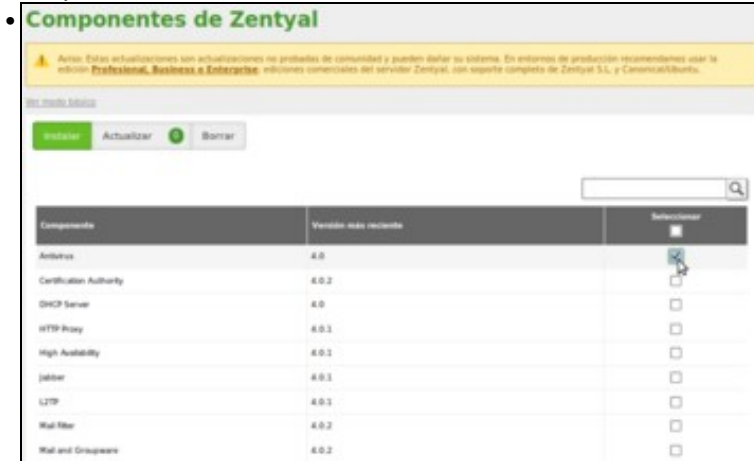 Componentes de Zentyal
Aviso: Estas actualizaciones son actualizaciones no probadas de comunidad y pueden dañar su sistema. En entornos de producción recomendamos usar la
edición Profesional, Business o Enterprise, ediciones comerciales del servidor Zentyal, con soporte completo de Zentyal S.L. y Canonical/Ubuntu.
Ver modo básico
Instalar Actualizar 0 Borrar
Componente Versión más reciente Seleccionar
Antivirus 4.0
Certification Authority 4.0.2
DHCP Server 4.0
HTTP Proxy 4.0.1
High Availability 4.0.1
Jabber 4.0.1
L2TP 4.0.1
Mail filter 4.0.2
Mail and Groupware 4.0.2